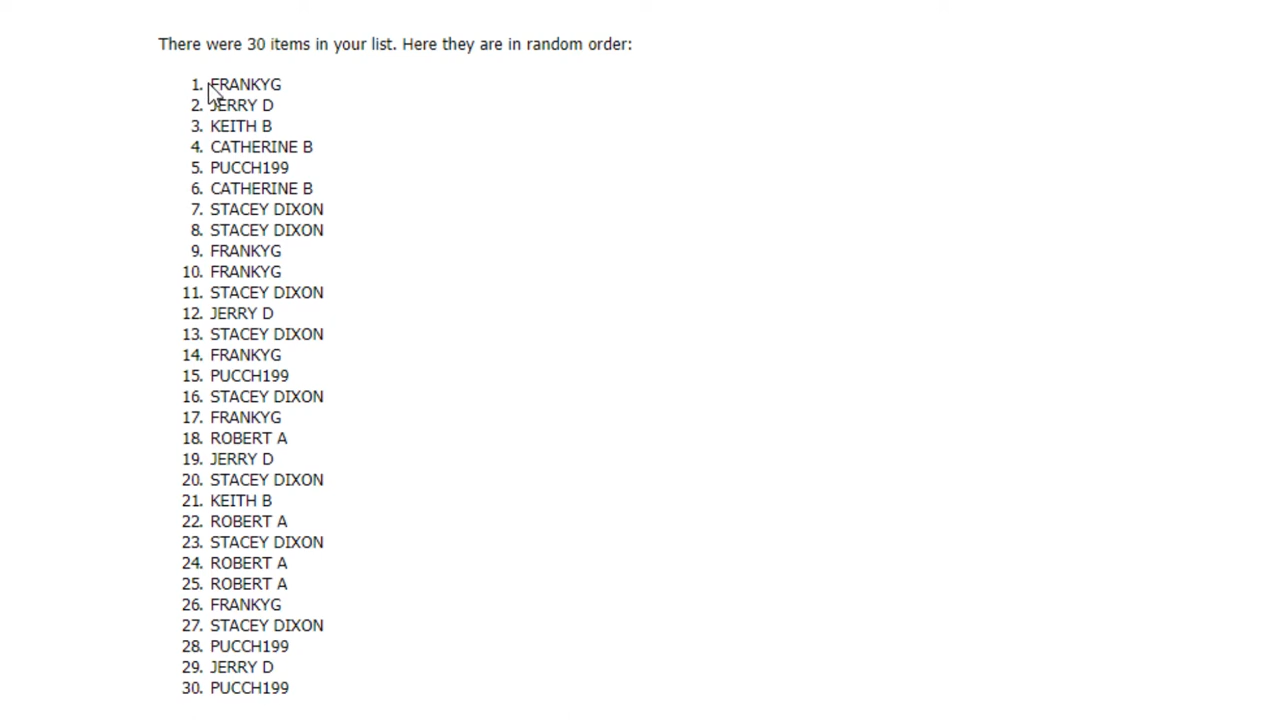 There were 30 items in your list. Here they are in random order:
1. FRANKYG
2. JERRY D
3. KEITH B
4. CATHERINE B
5. PUCCH199
6. CATHERINE B
7. STACEY DIXON
8. STACEY DIXON
9. FRANKYG
10. FRANKYG
11. STACEY DIXON
12. JERRY D
13. STACEY DIXON
14. FRANKYG
15. PUCCH199
16. STACEY DIXON
17. FRANKYG
18. ROBERT A
19. JERRY D
20. STACEY DIXON
21. KEITH B
22. ROBERT A
23. STACEY DIXON
24. ROBERT A
25. ROBERT A
26. FRANKYG
27. STACEY DIXON
28. PUCCH199
29. JERRY D
30. PUCCH199